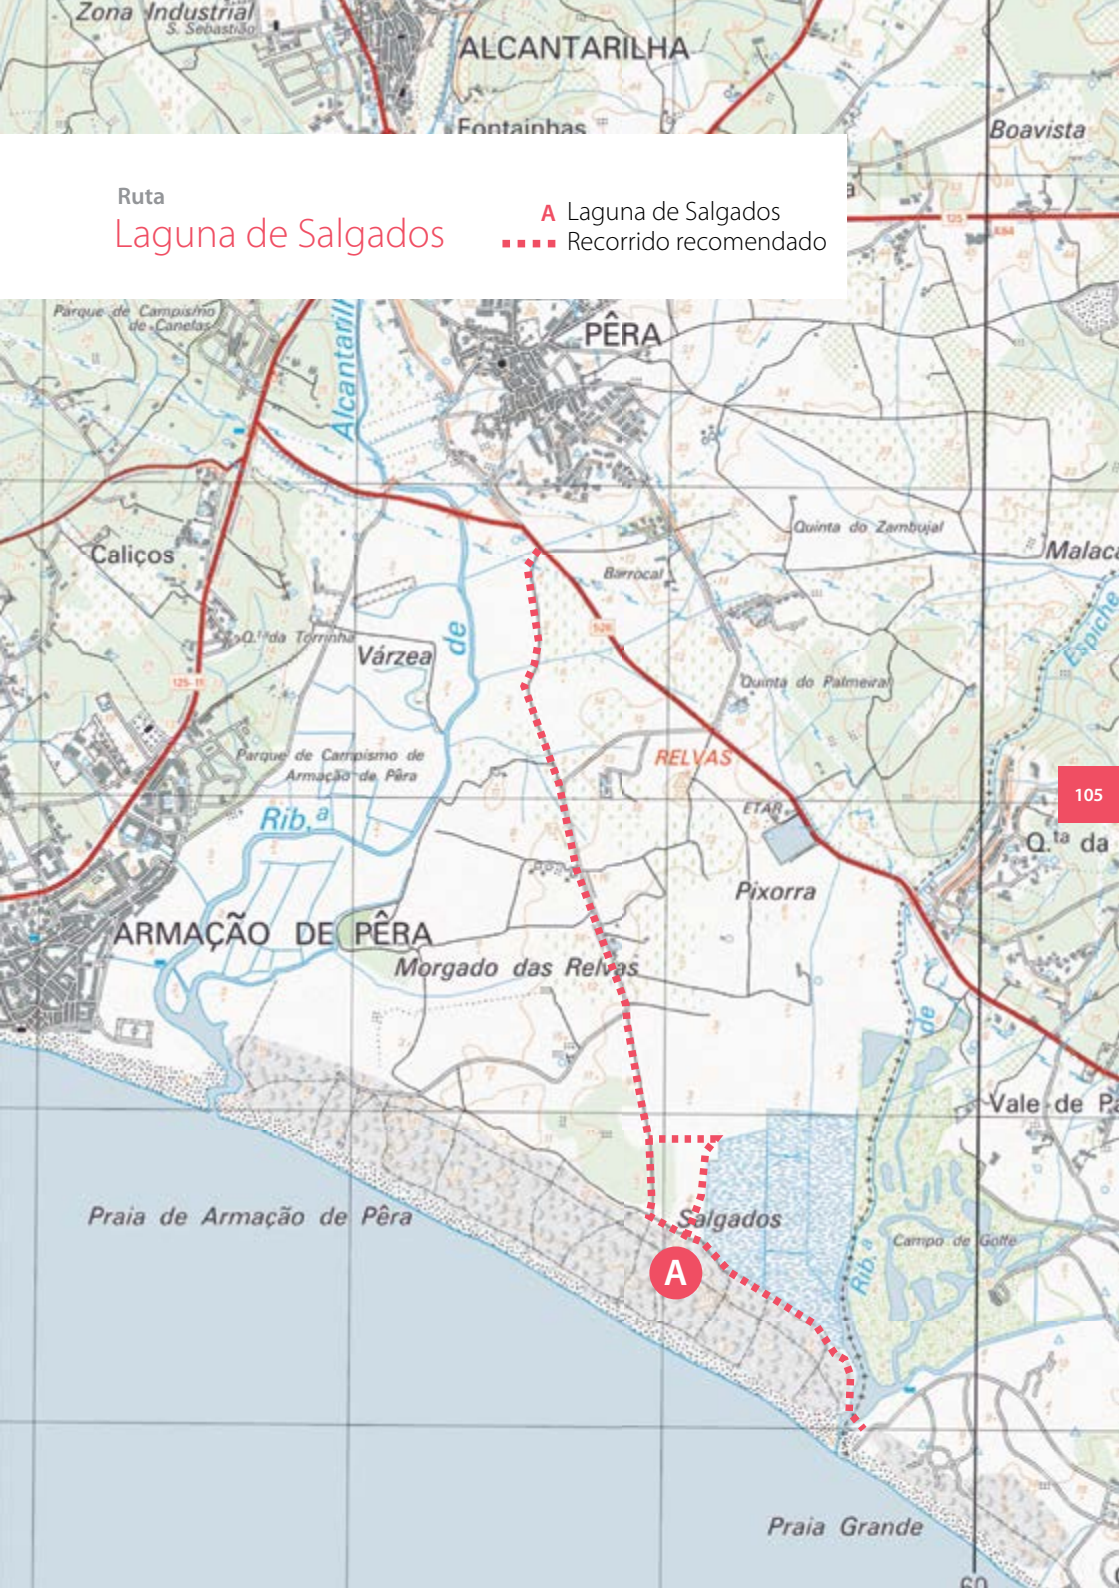 Zona Industrial
S. Sebastião
ALCANTARILHA
Fontainhas
Boavista
Ruta
Laguna de Salgados
A Laguna de Salgados
Recorrido recomendado
125
Parque de Campismo
de Canelas
PÊRA
Quinta do Zambujal
Caliços
Barrocal
Q.ta da Torrinha
Várzea
de
Espiche
125-11
Quinta do Palmeiral
Parque de Campismo de
Armação de Pêra
RELVAS
105
ETAR
Rib.a
Q.ta da
Pixorra
ARMAÇÃO DE PÊRA
Morgado das Relvas
de
Vale de
Praia de Armação de Pêra
Salgados
Campo de Golfe
A
Rib.a
Praia Grande